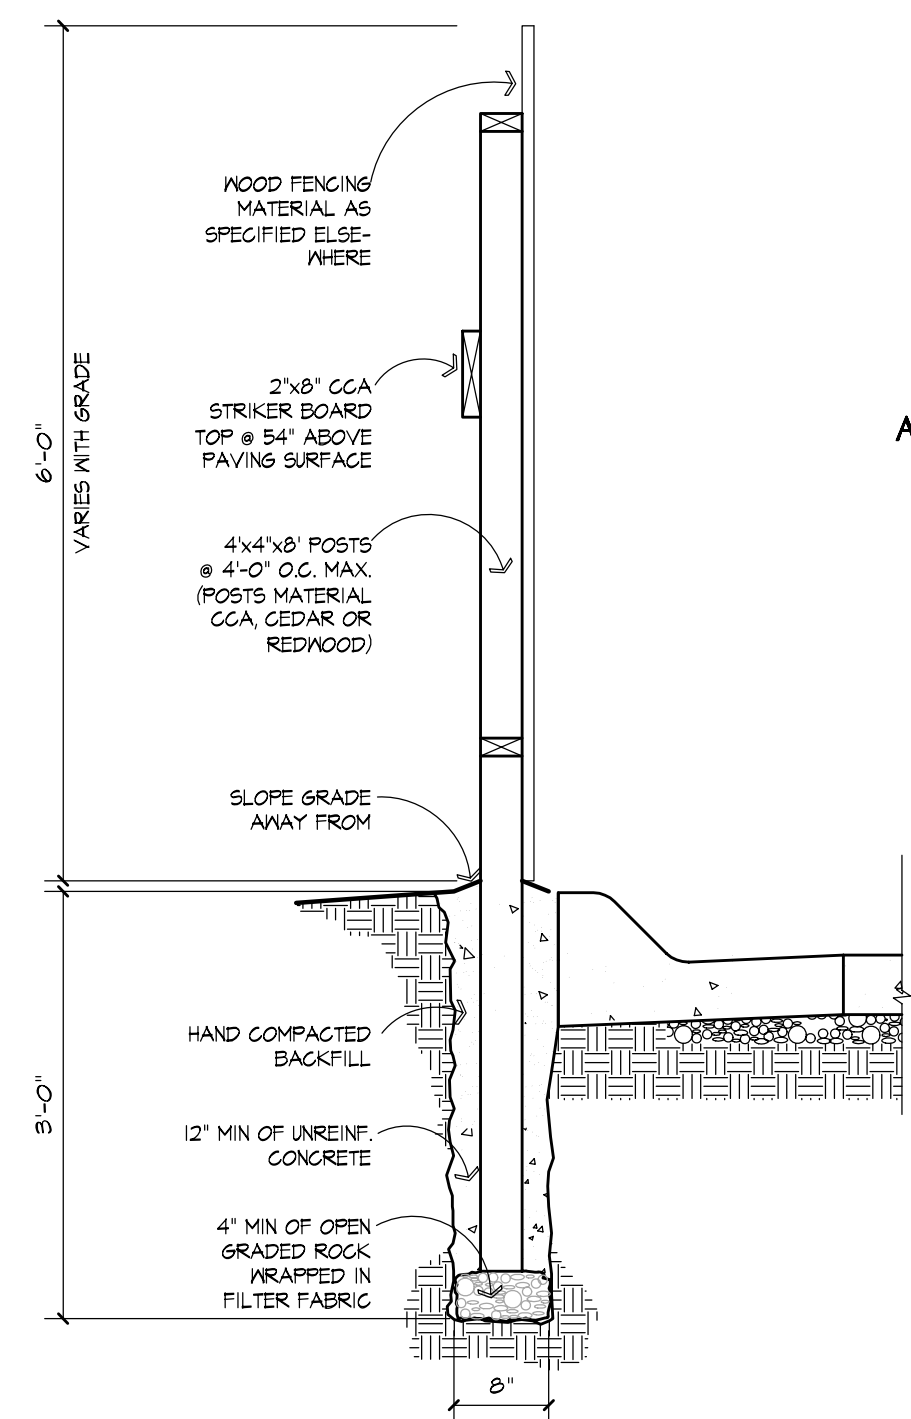 WOOD FENCING
MATERIAL AS
SPECIFIED ELSE-
WHERE
2"x8" CCA
STRIKER BOARD
TOP @ 54" ABOVE
PAVING SURFACE
6'-0"
VARIES WITH GRADE
4'x4"x8' POSTS
@ 4'-0" O.C. MAX.
(POSTS MATERIAL
CCA, CEDAR OR
REDWOOD)
SLOPE GRADE
AWAY FROM
HAND COMPACTED
BACKFILL
3'-0"
12" MIN OF UNREINF.
CONCRETE
4" MIN OF OPEN
GRADED ROCK
WRAPPED IN
FILTER FABRIC
8"